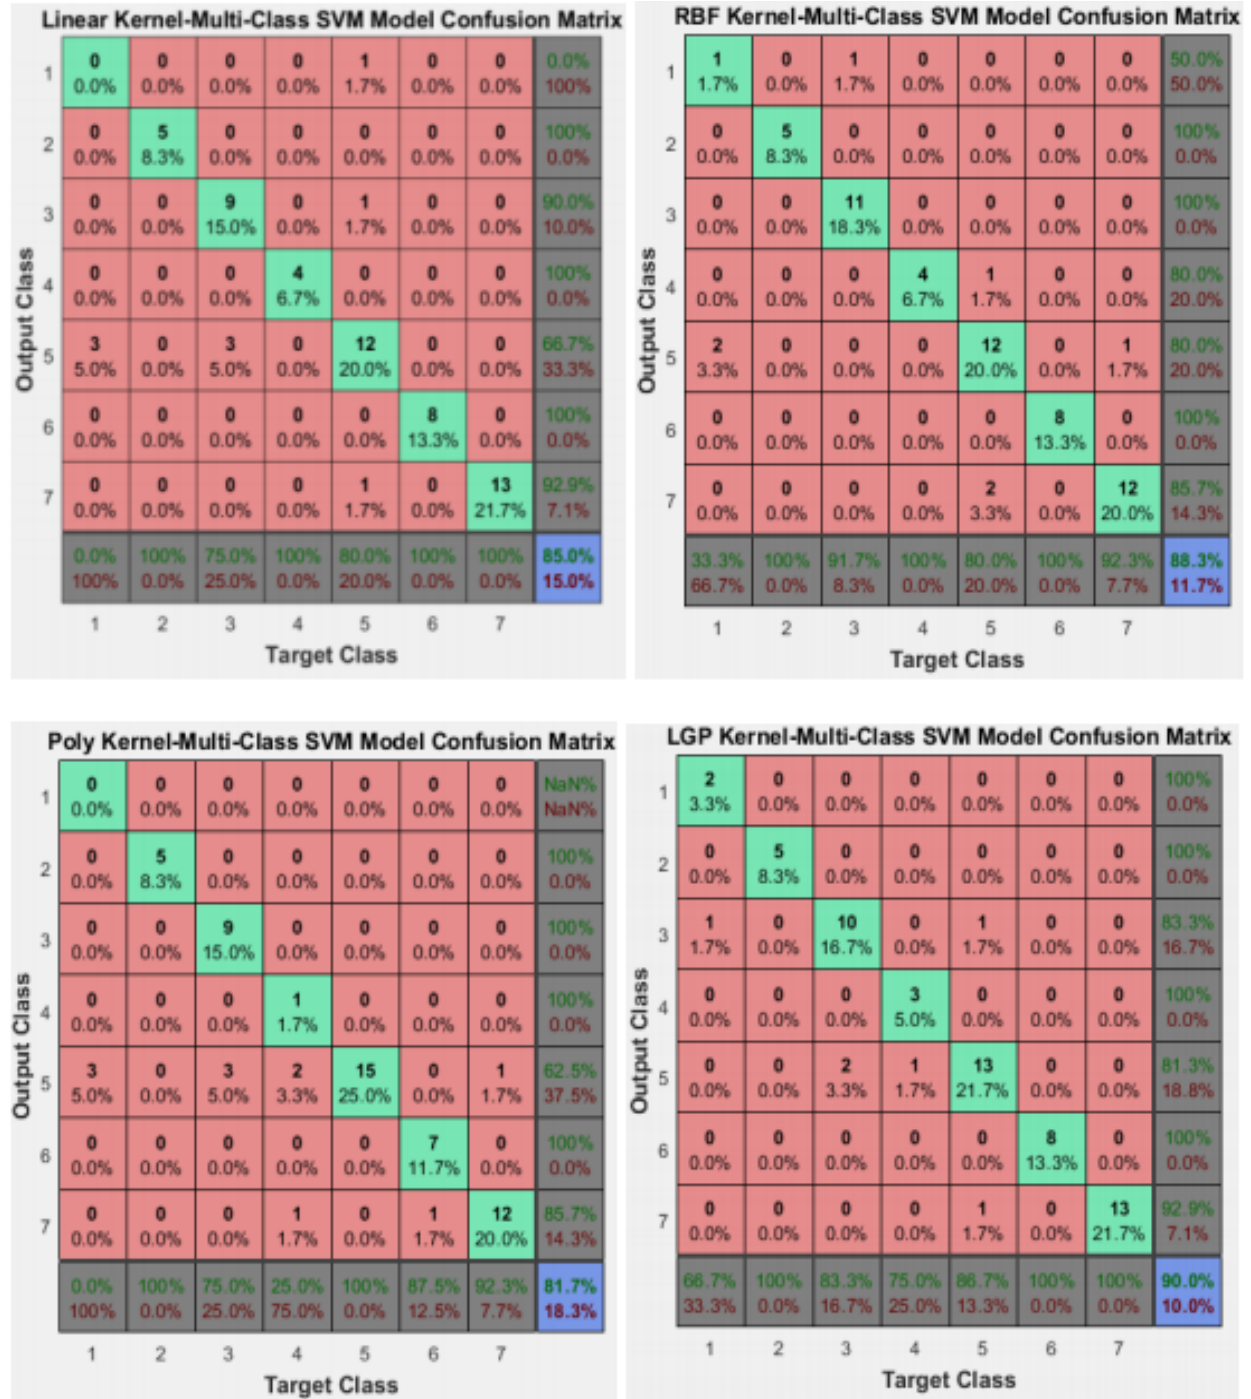 Linear Kernel-Multi-Class SVM Model Confusion Matrix
1 0 0 0 0 1 0 0 0.0%
0.0% 0.0% 0.0% 0.0% 1.7% 0.0% 0.0% 100%
2 0 5 0 0 0 0 0 100%
0.0% 8.3% 0.0% 0.0% 0.0% 0.0% 0.0% 0.0%
3 0 0 9 0 1 0 0 90.0%
0.0% 0.0% 15.0% 0.0% 1.7% 0.0% 0.0% 10.0%
4 0 0 0 4 0 0 0 100%
0.0% 0.0% 0.0% 6.7% 0.0% 0.0% 0.0% 0.0%
5 3 0 3 0 12 0 0 66.7%
5.0% 0.0% 5.0% 0.0% 20.0% 0.0% 0.0% 33.3%
6 0 0 0 0 0 8 0 100%
0.0% 0.0% 0.0% 0.0% 0.0% 13.3% 0.0% 0.0%
7 0 0 0 0 1 0 13 92.9%
0.0% 0.0% 0.0% 0.0% 1.7% 0.0% 21.7% 7.1%
0.0% 100% 75.0% 100% 80.0% 100% 100% 85.0%
100% 0.0% 25.0% 0.0% 20.0% 0.0% 0.0% 15.0%
1 2 3 4 5 6 7
Target Class
Output Class
RBF Kernel-Multi-Class SVM Model Confusion Matrix
1 1 0 1 0 0 0 0 50.0%
1.7% 0.0% 1.7% 0.0% 0.0% 0.0% 0.0% 50.0%
2 0 5 0 0 0 0 0 100%
0.0% 8.3% 0.0% 0.0% 0.0% 0.0% 0.0% 0.0%
3 0 0 11 0 0 0 0 100%
0.0% 0.0% 18.3% 0.0% 0.0% 0.0% 0.0% 0.0%
4 0 0 0 4 1 0 0 80.0%
0.0% 0.0% 0.0% 6.7% 1.7% 0.0% 0.0% 20.0%
5 2 0 0 0 12 0 1 80.0%
3.3% 0.0% 0.0% 0.0% 20.0% 0.0% 1.7% 20.0%
6 0 0 0 0 0 8 0 100%
0.0% 0.0% 0.0% 0.0% 0.0% 13.3% 0.0% 0.0%
7 0 0 0 0 2 0 12 85.7%
0.0% 0.0% 0.0% 0.0% 3.3% 0.0% 20.0% 14.3%
33.3% 100% 91.7% 100% 80.0% 100% 92.3% 88.3%
66.7% 0.0% 8.3% 0.0% 20.0% 0.0% 7.7% 11.7%
1 2 3 4 5 6 7
Target Class
Output Class
Poly Kernel-Multi-Class SVM Model Confusion Matrix
1 0 0 0 0 0 0 0 NaN%
0.0% 0.0% 0.0% 0.0% 0.0% 0.0% 0.0% NaN%
2 0 5 0 0 0 0 0 100%
0.0% 8.3% 0.0% 0.0% 0.0% 0.0% 0.0% 0.0%
3 0 0 9 0 0 0 0 100%
0.0% 0.0% 15.0% 0.0% 0.0% 0.0% 0.0% 0.0%
4 0 0 0 1 0 0 0 100%
0.0% 0.0% 0.0% 1.7% 0.0% 0.0% 0.0% 0.0%
5 3 0 3 2 15 0 1 62.5%
5.0% 0.0% 5.0% 3.3% 25.0% 0.0% 1.7% 37.5%
6 0 0 0 0 0 7 0 100%
0.0% 0.0% 0.0% 0.0% 0.0% 11.7% 0.0% 0.0%
7 0 0 0 1 0 1 12 85.7%
0.0% 0.0% 0.0% 1.7% 0.0% 1.7% 20.0% 14.3%
0.0% 100% 75.0% 25.0% 100% 87.5% 92.3% 81.7%
100% 0.0% 25.0% 75.0% 0.0% 12.5% 7.7% 18.3%
1 2 3 4 5 6 7
Target Class
Output Class
LGP Kernel-Multi-Class SVM Model Confusion Matrix
1 2 0 0 0 0 0 0 100%
3.3% 0.0% 0.0% 0.0% 0.0% 0.0% 0.0% 0.0%
2 0 5 0 0 0 0 0 100%
0.0% 8.3% 0.0% 0.0% 0.0% 0.0% 0.0% 0.0%
3 1 0 10 0 1 0 0 83.3%
1.7% 0.0% 16.7% 0.0% 1.7% 0.0% 0.0% 16.7%
4 0 0 0 3 0 0 0 100%
0.0% 0.0% 0.0% 5.0% 0.0% 0.0% 0.0% 0.0%
5 0 0 2 1 13 0 0 81.3%
0.0% 0.0% 3.3% 1.7% 21.7% 0.0% 0.0% 18.8%
6 0 0 0 0 0 8 0 100%
0.0% 0.0% 0.0% 0.0% 0.0% 13.3% 0.0% 0.0%
7 0 0 0 0 1 0 13 92.9%
0.0% 0.0% 0.0% 0.0% 1.7% 0.0% 21.7% 7.1%
66.7% 100% 83.3% 75.0% 86.7% 100% 100% 90.0%
33.3% 0.0% 16.7% 25.0% 13.3% 0.0% 0.0% 10.0%
1 2 3 4 5 6 7
Target Class
Output Class